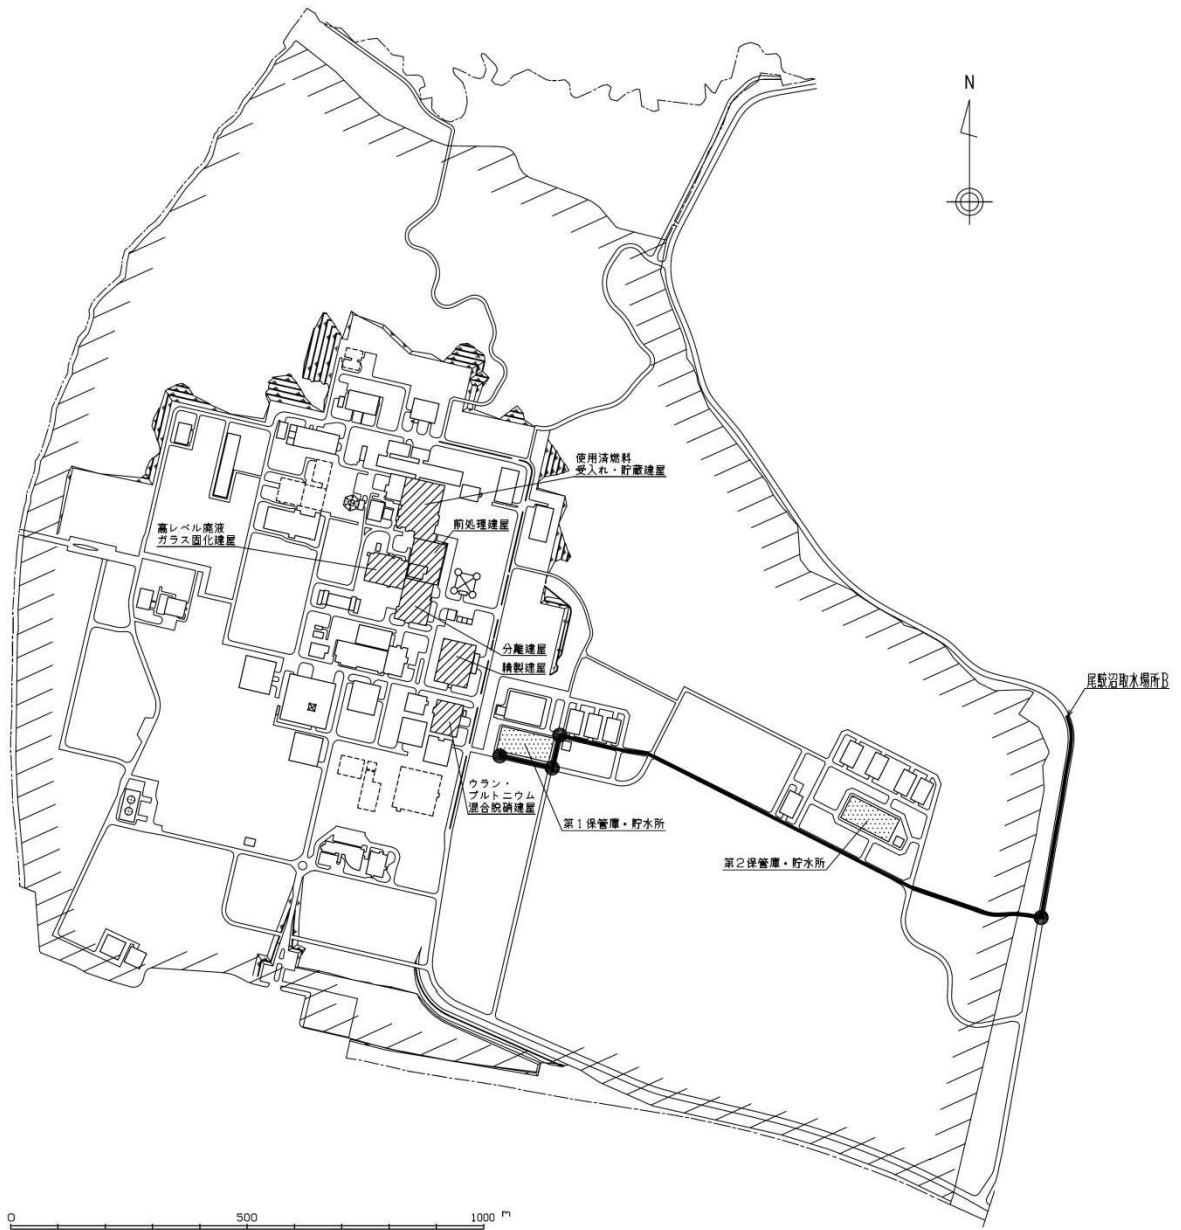 N
使用済燃料
受入れ・貯蔵建屋
前処理建屋
高レベル廃液
ガラス固化建屋
分離建屋
精製建屋
尾駮沼取水場所B
ウラン・
プルトニウム
混合脱硝建屋
第1保管庫・貯水所
第2保管庫・貯水所
0 500 1000 m